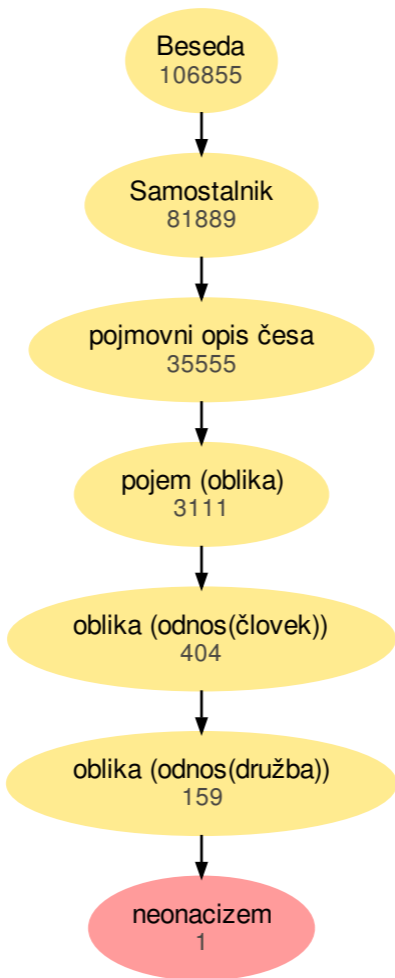 Beseda
106855
Samostalnik
81889
pojmovni opis česa
35555
pojem (oblika)
3111
oblika (odnos(človek))
404
oblika (odnos(družba))
159
neonacizem
1